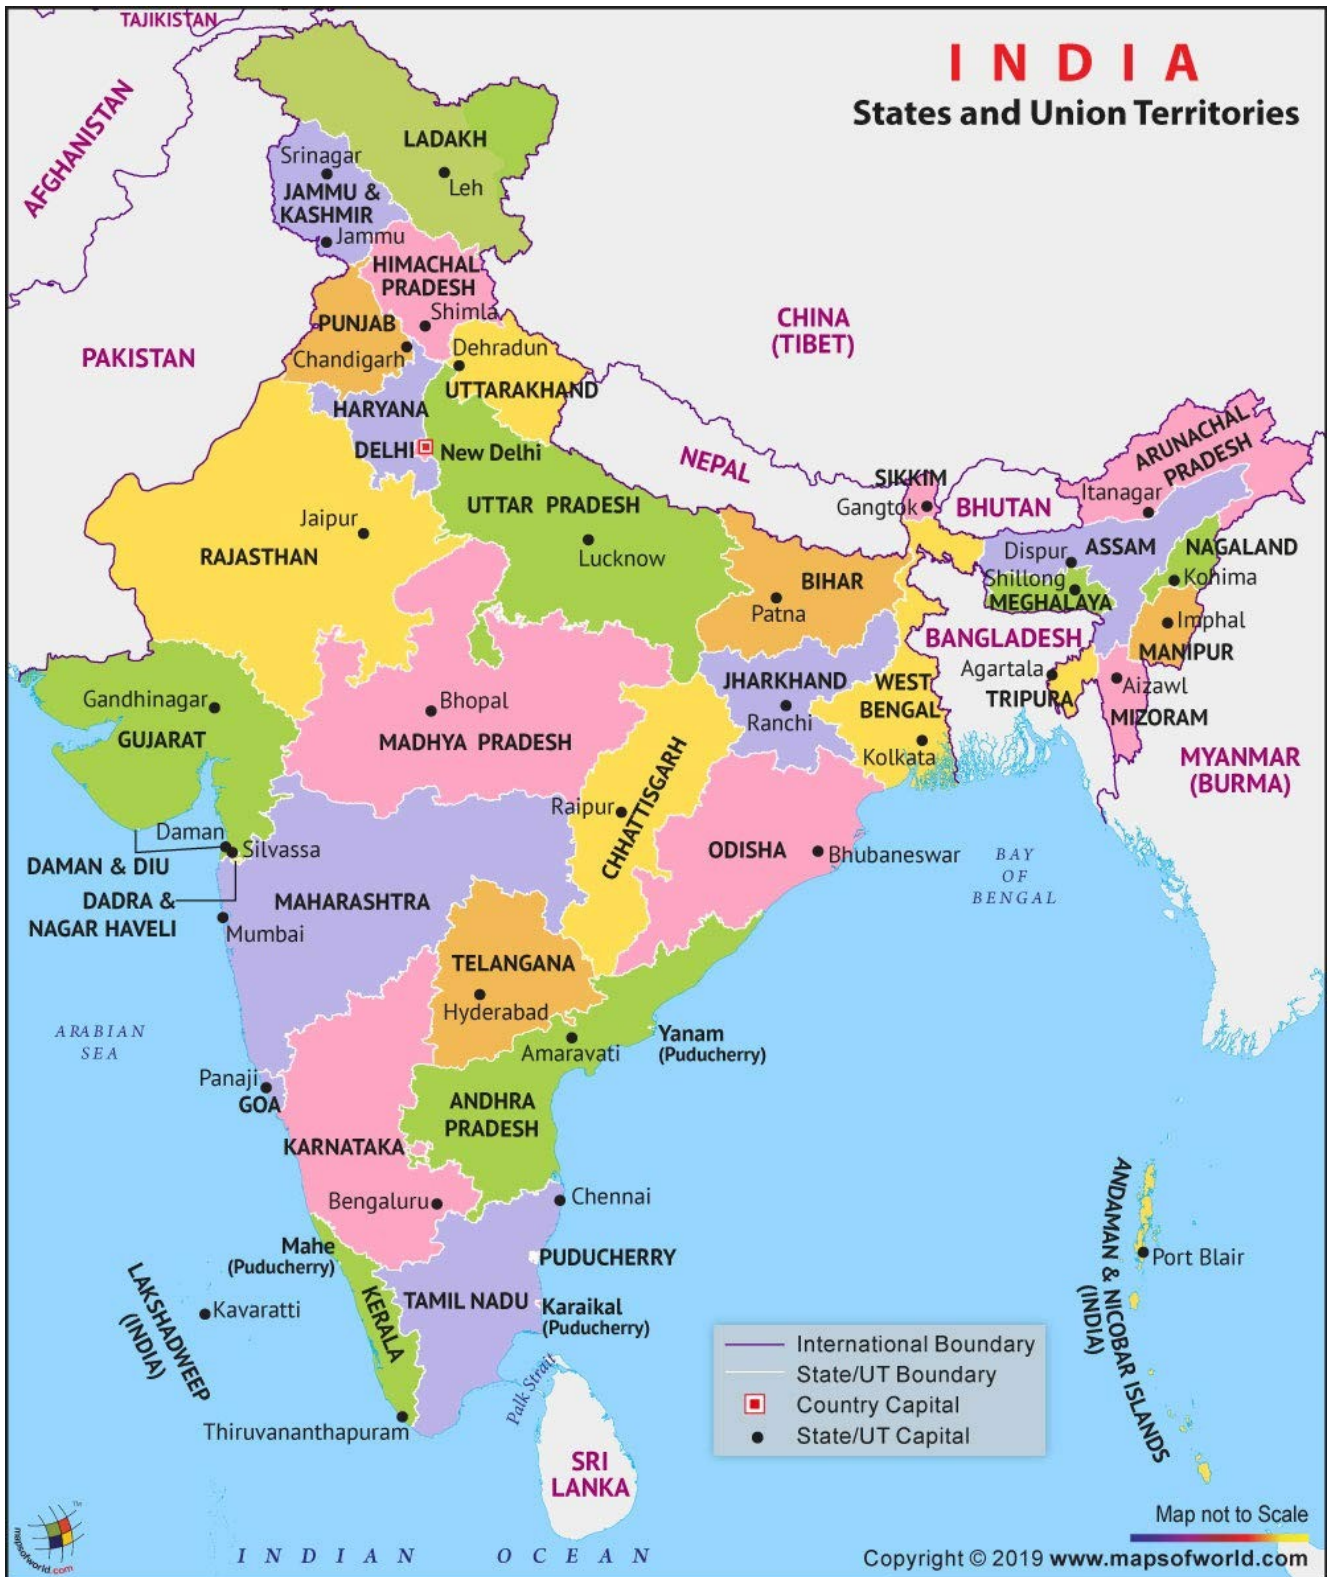 TAJIKISTAN
I N D I A
States and Union Territories
AFGHANISTAN
LADAKH
Leh
Srinagar
JAMMU &
KASHMIR
Jammu
HIMACHAL
PRADESH
Shimla
PUNJAB
Chandigarh
CHINA
(TIBET)
PAKISTAN
Dehradun
UTTARAKHAND
HARYANA
DELHI
New Delhi
NEPAL
SIKKIM
Gangtok
BHUTAN
ARUNACHAL
PRADESH
Itanagar
UTTAR PRADESH
Lucknow
Jaipur
RAJASTHAN
BIHAR
Patna
Dispur
ASSAM
NAGALAND
Shillong
Kohima
MEGHALAYA
Imphal
BANGLADESH
MANIPUR
Agartala
TRIPURA
Aizawl
MIZORAM
JHARKHAND
Ranchi
WEST
BENGAL
Kolkata
Gandhinagar
GUJARAT
Bhopal
MADHYA PRADESH
MYANMAR
(BURMA)
Raipur
CHHATTISGARH
Daman
Silvassa
DAMAN & DIU
DADRA &
NAGAR HAVELI
ODISHA
Bhubaneswar
BAY
OF
BENGAL
MAHARASHTRA
Mumbai
TELANGANA
Hyderabad
ARABIAN
SEA
Amaravati
Yanam
(Puducherry)
Panaji
GOA
ANDHRA
PRADESH
KARNATAKA
Bengaluru
Chennai
Mahe
(Puducherry)
PUDUCHERRY
LAKSHADWEEP
(INDIA)
Kavaratti
KERALA
TAMIL NADU
Karaikal
(Puducherry)
ANDAMAN & NICOBAR ISLANDS
(INDIA)
Port Blair
Palk Strait
Thiruvananthapuram
SRI
LANKA
International Boundary
State/UT Boundary
Country Capital
State/UT Capital
Map not to Scale
I N D I A N O C E A N
TM
mapsofworld.com
Copyright © 2019 www.mapsofworld.com